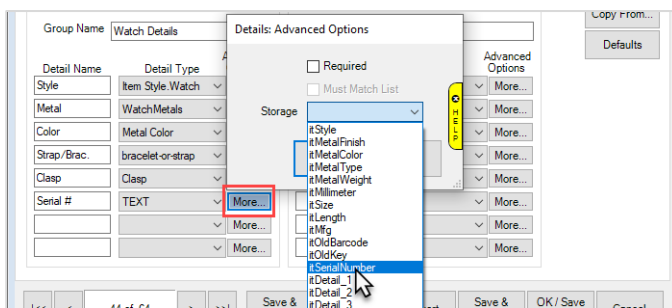 Copy From...
Group Name Watch Details
Details: Advanced Options
Defaults
Required
Must Match List
Storage
HELP
Detail Name Detail Type
Advanced Options
Style Item Style.Watch
More...
Metal WatchMetals
More...
Color Metal Color
More...
Strap/Brac. bracelet-or-strap
More...
Clasp Clasp
More...
Serial # TEXT More...
More...
More...
More...
More...
More...
itStyle
itMetalFinish
itMetalColor
itMetalType
itMetalWeight
itMillimeter
itSize
itLength
itMfg
itOldBarcode
itOldKey
itSerialNumber
itDetail_1
itDetail_2
itDetail_3
Save &
Save &
OK/Save
Cancel